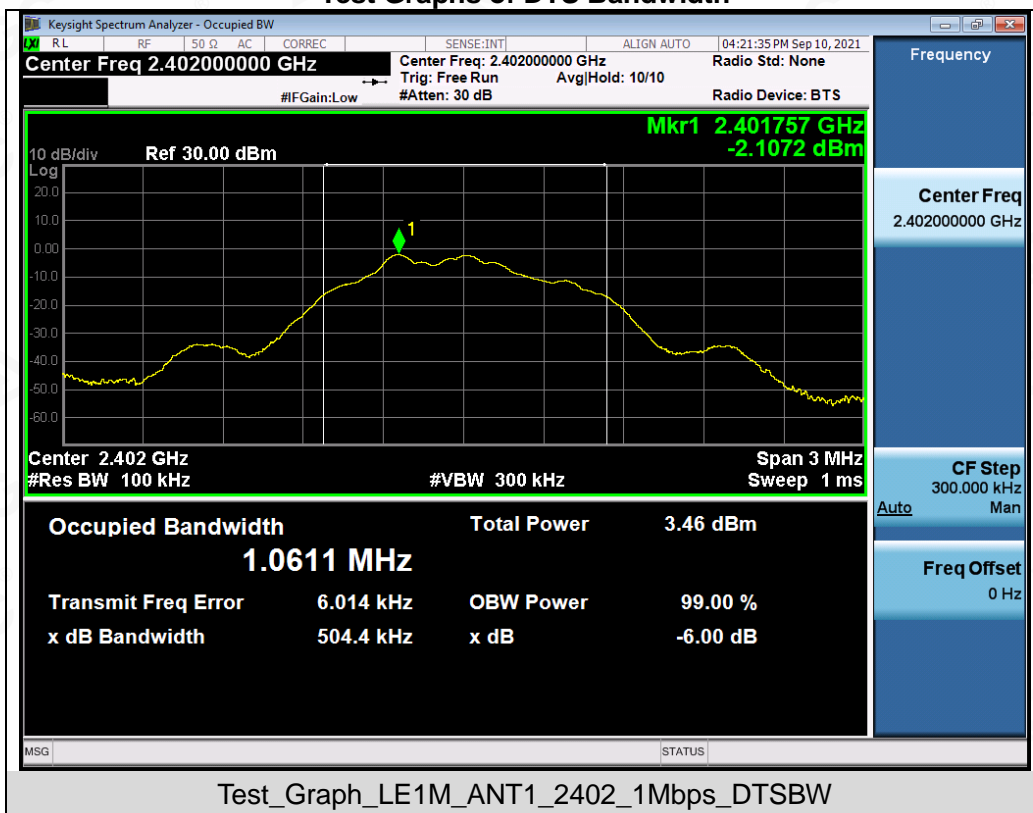 Test Graphs of DTS Bandwidth
Keysight Spectrum Analyzer - Occupied BW
LXI RL RF 50 Ω AC CORREC SENSE:INT ALIGN AUTO 04:21:35 PM Sep 10, 2021
Center Freq 2.402000000 GHz Center Freq: 2.402000000 GHz Radio Std: None
Trig: Free Run Avg|Hold: 10/10
#IFGain:Low #Atten: 30 dB Radio Device: BTS
Frequency
Mkr1 2.401757 GHz
-2.1072 dBm
10 dB/div Ref 30.00 dBm
Log
20.0
10.0
0.00
-10.0
-20.0
-30.0
-40.0
-50.0
-60.0
1
Center 2.402 GHz Span 3 MHz
#Res BW 100 kHz #VBW 300 kHz Sweep 1 ms
Center Freq
2.402000000 GHz
CF Step
300.000 kHz
Auto Man
Freq Offset
0 Hz
Occupied Bandwidth Total Power 3.46 dBm
1.0611 MHz
Transmit Freq Error 6.014 kHz OBW Power 99.00 %
x dB Bandwidth 504.4 kHz x dB -6.00 dB
MSG STATUS
Test_Graph_LE1M_ANT1_2402_1Mbps_DTSBW